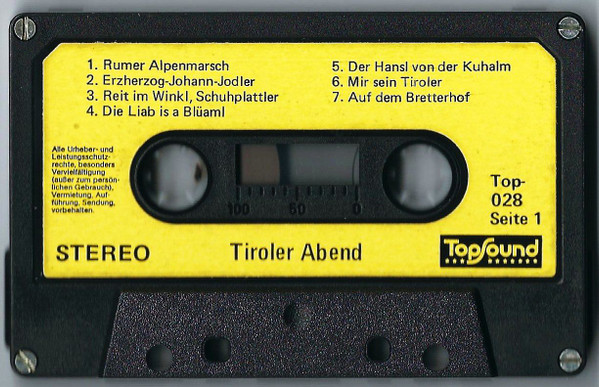 1. Rumer Alpenmarsch
2. Erzherzog-Johann-Jodler
3. Reit im Winkl, Schuhplattler
4. Die Liab is a Blüaml
5. Der Hansl von der Kuhalm
6. Mir sein Tiroler
7. Auf dem Bretterhof
Alle Urheber- und
Leistungsschutz-
rechte, besonders
Vervielfältigung
(außer zum persön-
lichen Gebrauch),
Vermietung, Auf-
führung, Sendung,
vorbehalten.
100 50 0
Top-
028
Seite 1
STEREO
Tiroler Abend
TopSound